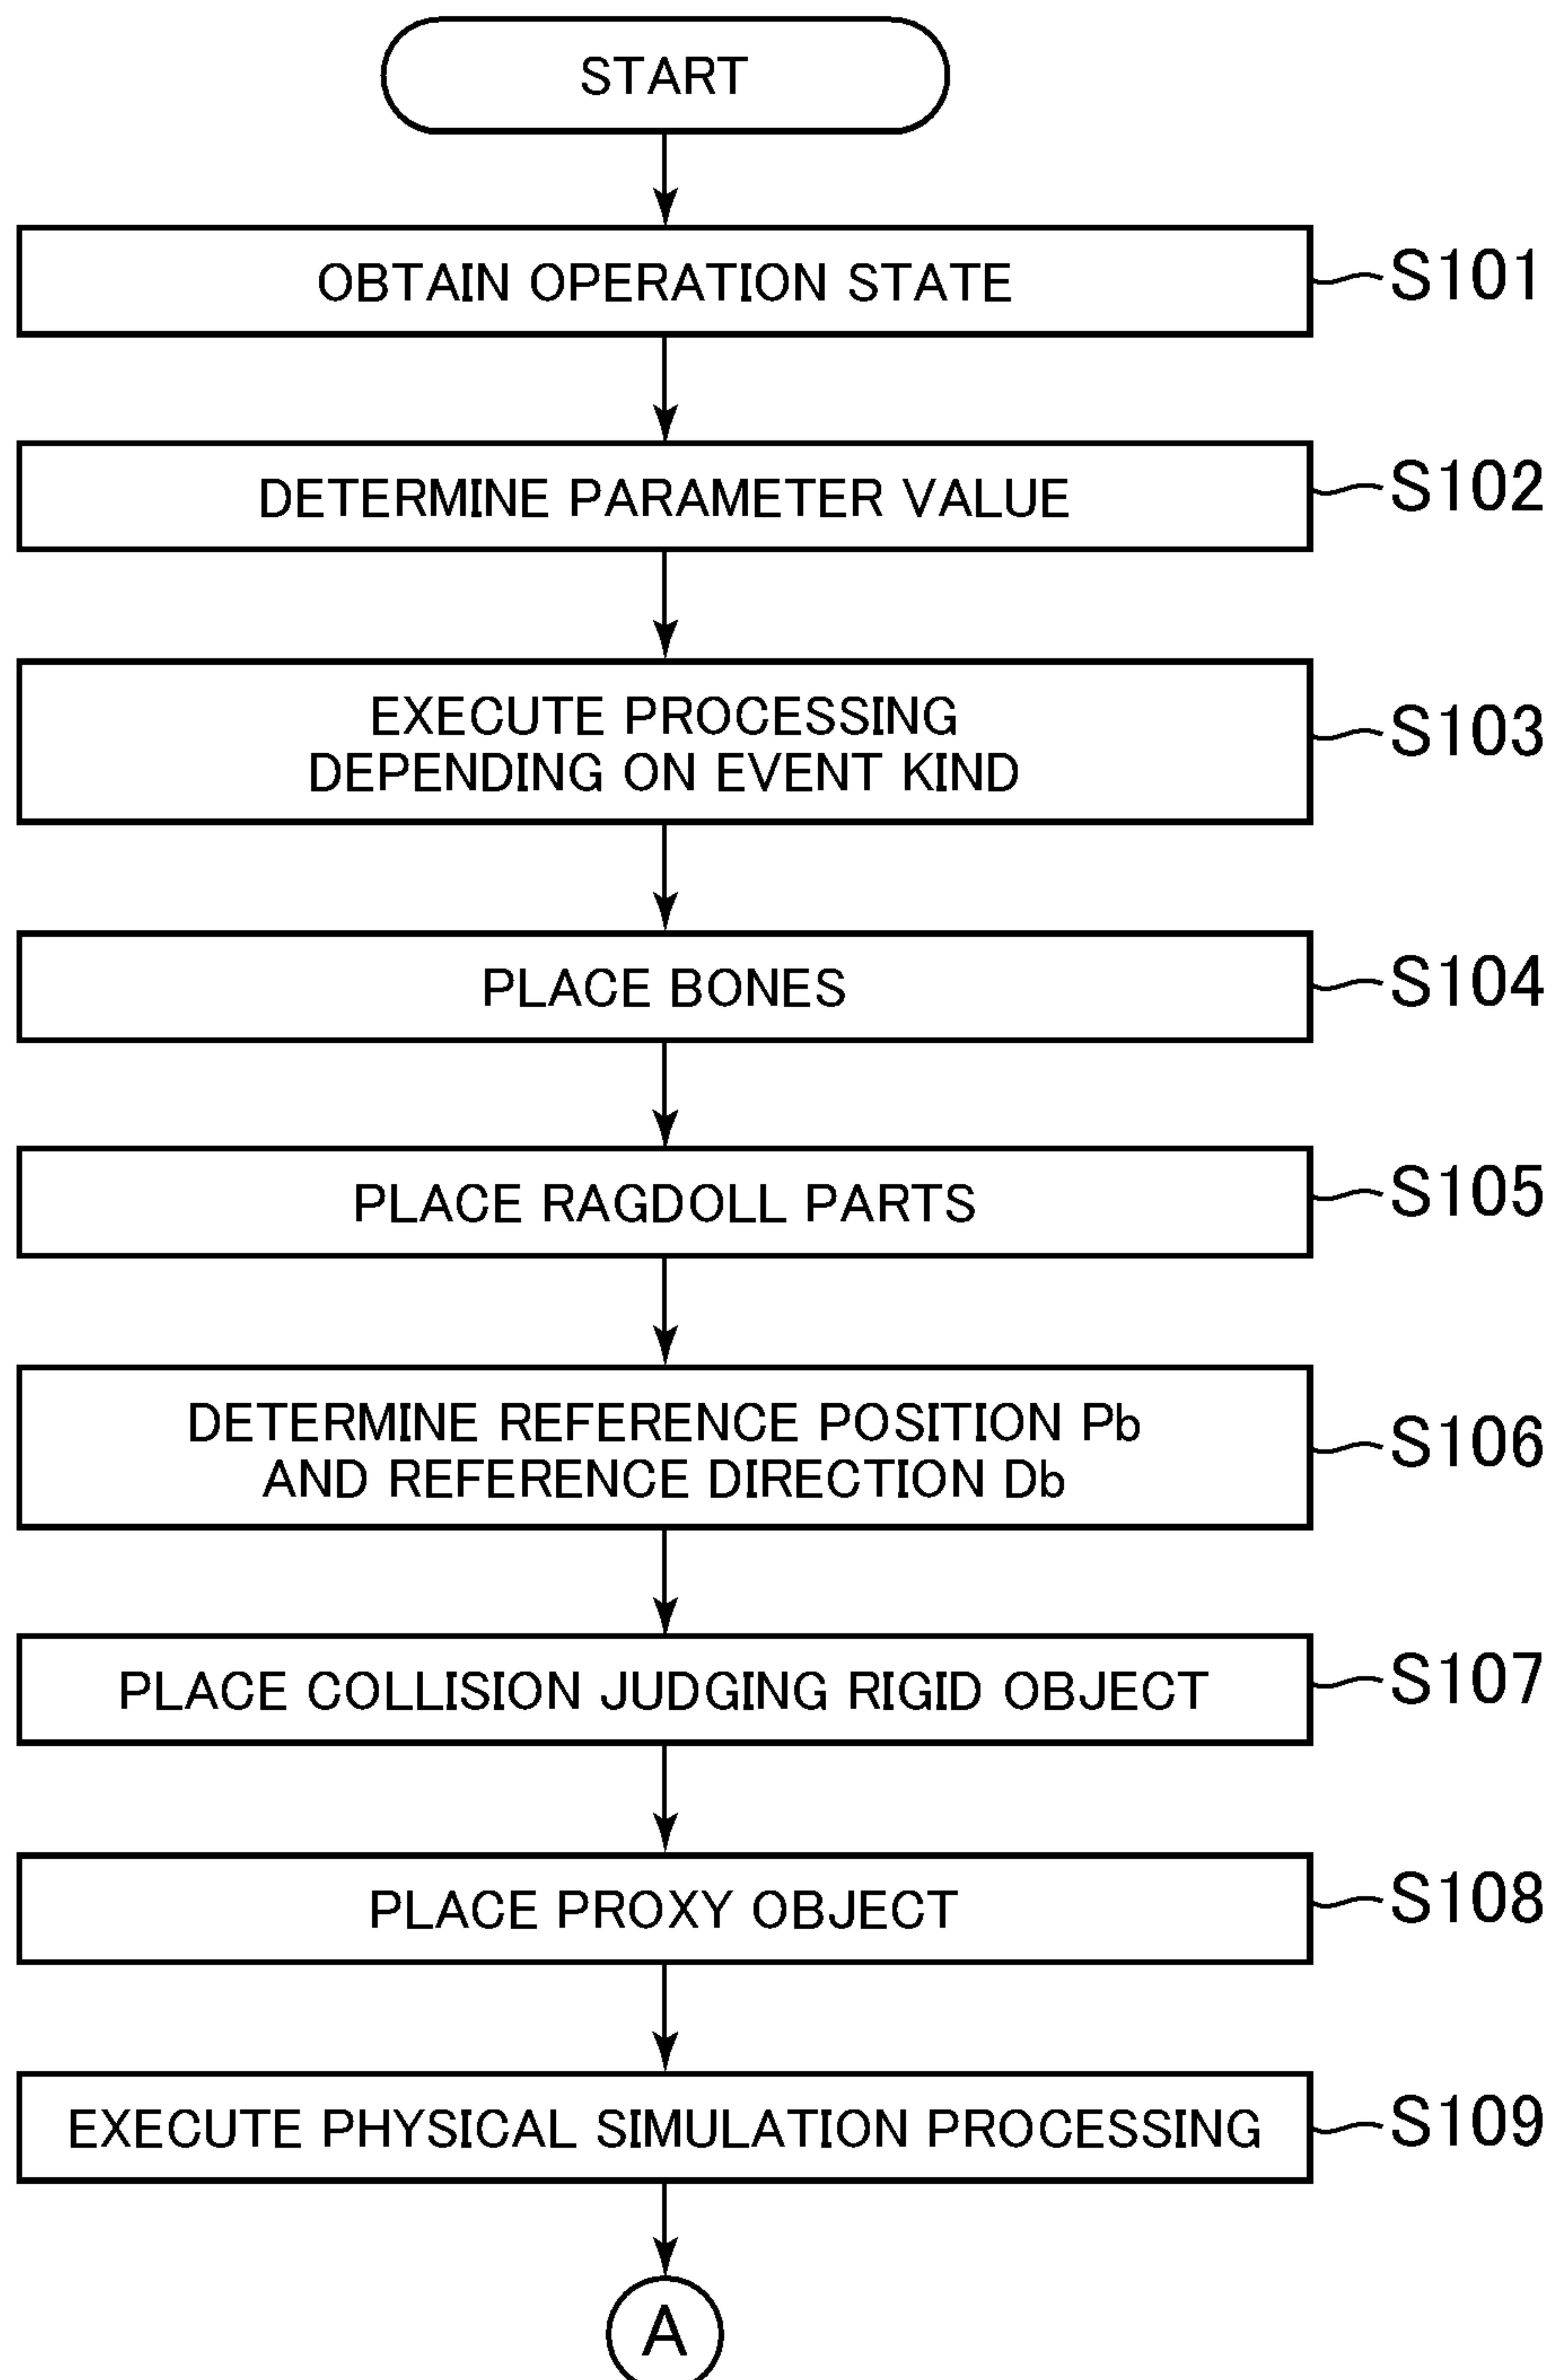 START
OBTAIN OPERATION STATE
S101
DETERMINE PARAMETER VALUE
S102
EXECUTE PROCESSING
DEPENDING ON EVENT KIND
S103
PLACE BONES
S104
PLACE RAGDOLL PARTS
S105
DETERMINE REFERENCE POSITION Pb
AND REFERENCE DIRECTION Db
S106
PLACE COLLISION JUDGING RIGID OBJECT
S107
PLACE PROXY OBJECT
S108
EXECUTE PHYSICAL SIMULATION PROCESSING
S109
A